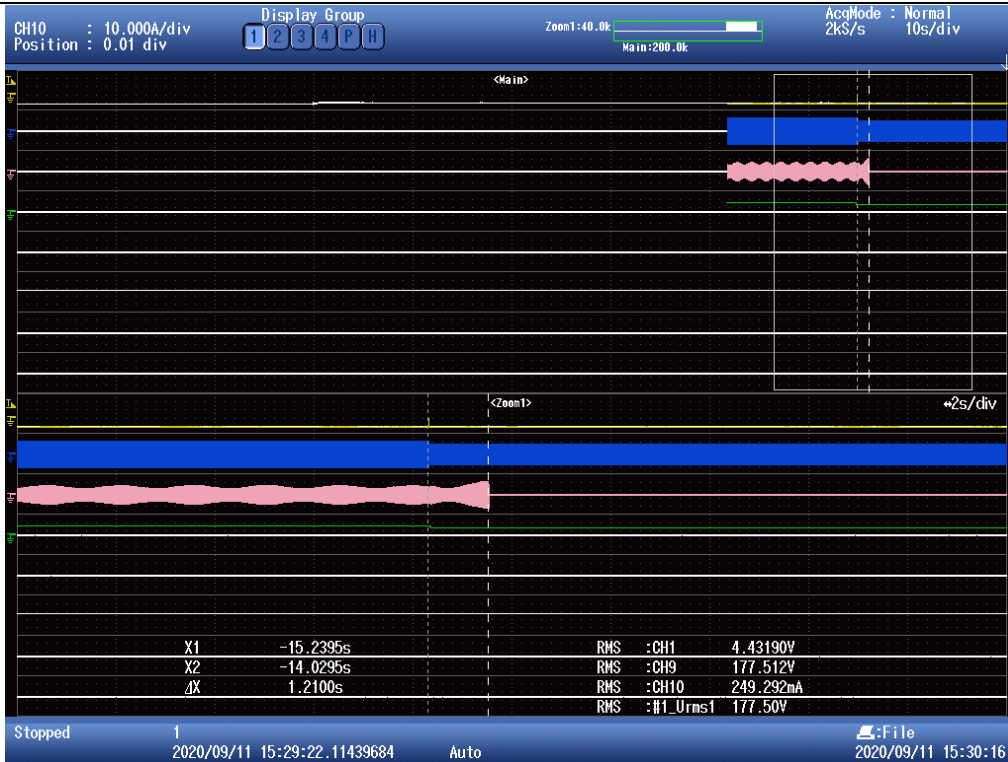 CH10 : 10.000A/div
Position : 0.01 div
Display Group
1 2 3 4 P H
Zoom1:40.0k
Main:200.0k
AcqMode : Normal
2kS/s 10s/div
<Main>
<Zoom1>
⇔2s/div
X1 -15.2395s
X2 -14.0295s
⊿X 1.2100s
RMS :CH1 4.43190V
RMS :CH9 177.512V
RMS :CH10 249.292mA
RMS :#1_Urms1 177.50V
Stopped 1
2020/09/11 15:29:22.11439684 Auto
:File
2020/09/11 15:30:16